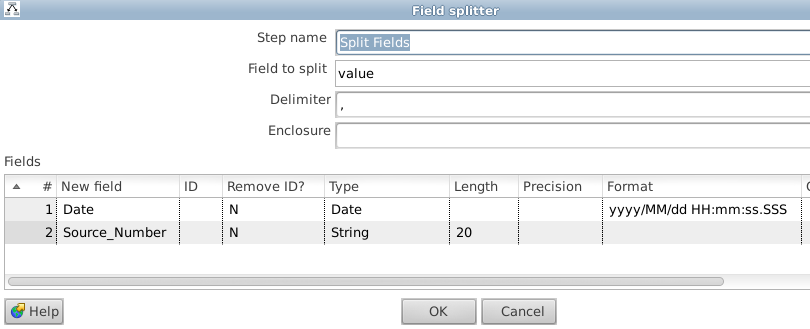 Field splitter
Step name Split Fields
Field to split value
Delimiter ,
Enclosure
Fields
# New field ID Remove ID? Type Length Precision Format
1 Date N Date yyyy/MM/dd HH:mm:ss.SSS
2 Source_Number N String 20
Help OK Cancel